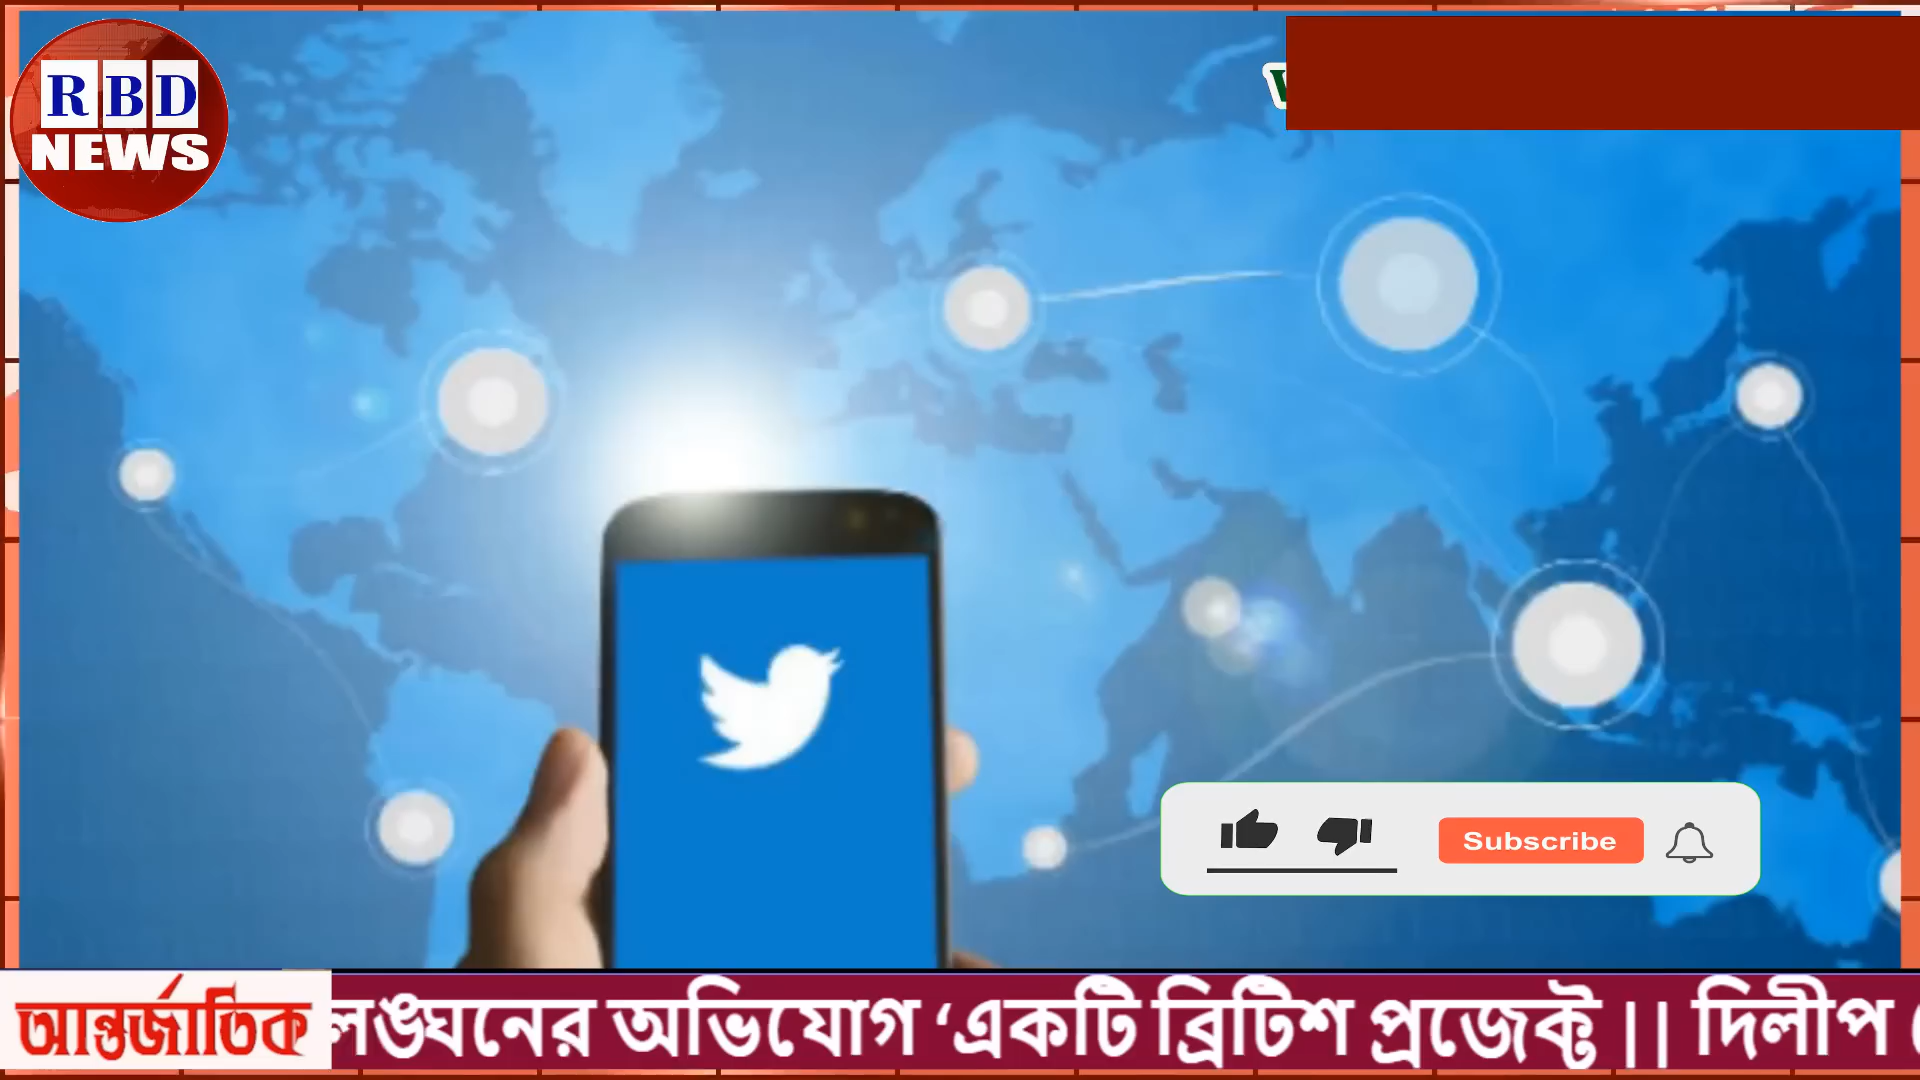 RBD
NEWS
Subscribe
আন্তর্জাতিক
লঙ্ঘনের অভিযোগ ‘একটি ব্রিটিশ প্রজেক্ট || দিলীপ